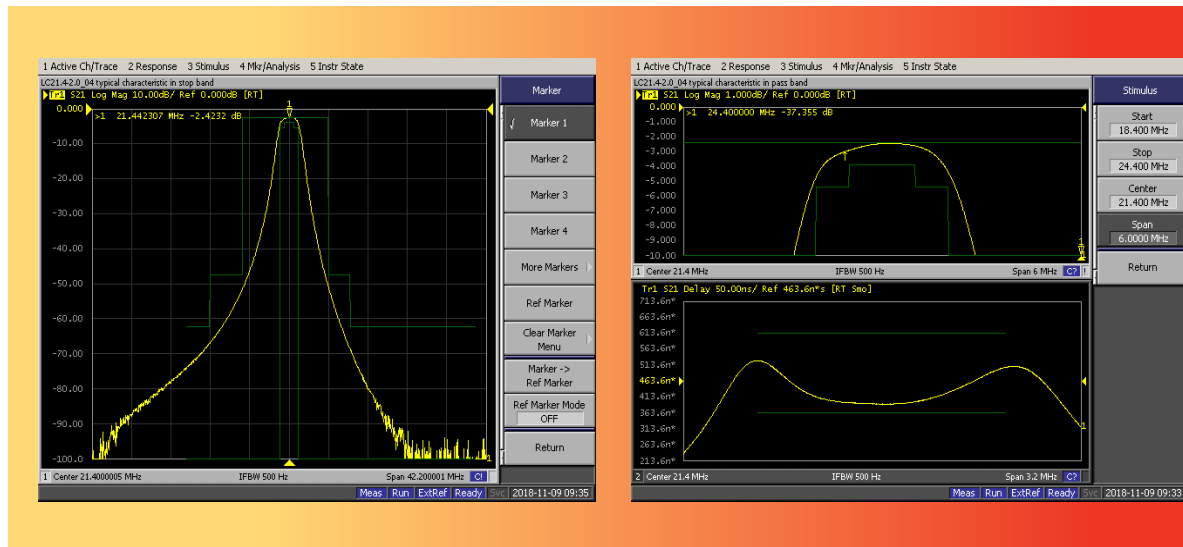 1 Active Ch/Trace 2 Response 3 Stimulus 4 Mkr/Analysis 5 Instr State
LC21.4-2.0_04 typical characteristic in stop band
Tr1 S21 Log Mag 10.00dB/ Ref 0.000dB [RT]
>1 21.442307 MHz -2.4232 dB
1
0.000
-10.00
-20.00
-30.00
-40.00
-50.00
-60.00
-70.00
-80.00
-90.00
-100.0
1
1 Center 21.4000005 MHz IFBW 500 Hz Span 42.200001 MHz C!
Meas Run ExtRef Ready Svc 2018-11-09 09:35
Marker
√ Marker 1
Marker 2
Marker 3
Marker 4
More Markers
Ref Marker
Clear Marker
Menu
Marker ->
Ref Marker
Ref Marker Mode
OFF
Return
1 Active Ch/Trace 2 Response 3 Stimulus 4 Mkr/Analysis 5 Instr State
LC21.4-2.0_04 typical characteristic in pass band
Tr1 S21 Log Mag 1.000dB/ Ref 0.000dB [RT]
>1 24.400000 MHz -37.355 dB
0.000
-1.000
-2.000
-3.000
-4.000
-5.000
-6.000
-7.000
-8.000
-9.000
-10.00
1 Center 21.4 MHz IFBW 500 Hz Span 6 MHz C? !
Tr1 S21 Delay 50.00ns/ Ref 463.6n*s [RT Smo]
713.6n*
663.6n*
613.6n*
563.6n*
513.6n*
463.6n*
413.6n*
363.6n*
313.6n*
263.6n*
213.6n*
1
2 Center 21.4 MHz IFBW 500 Hz Span 3.2 MHz C?
Meas Run ExtRef Ready Svc 2018-11-09 09:33
Stimulus
Start
18.400 MHz
Stop
24.400 MHz
Center
21.400 MHz
Span
6.0000 MHz
Return